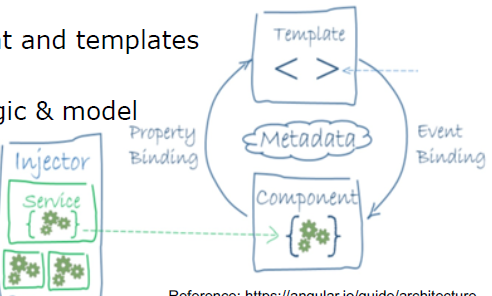 t and templates
gic & model
Template
< >
Property
Binding
Metadata
Event
Binding
Injector
Service
{ }
Component
{ }
Reference: https://angular.io/guide/architecture